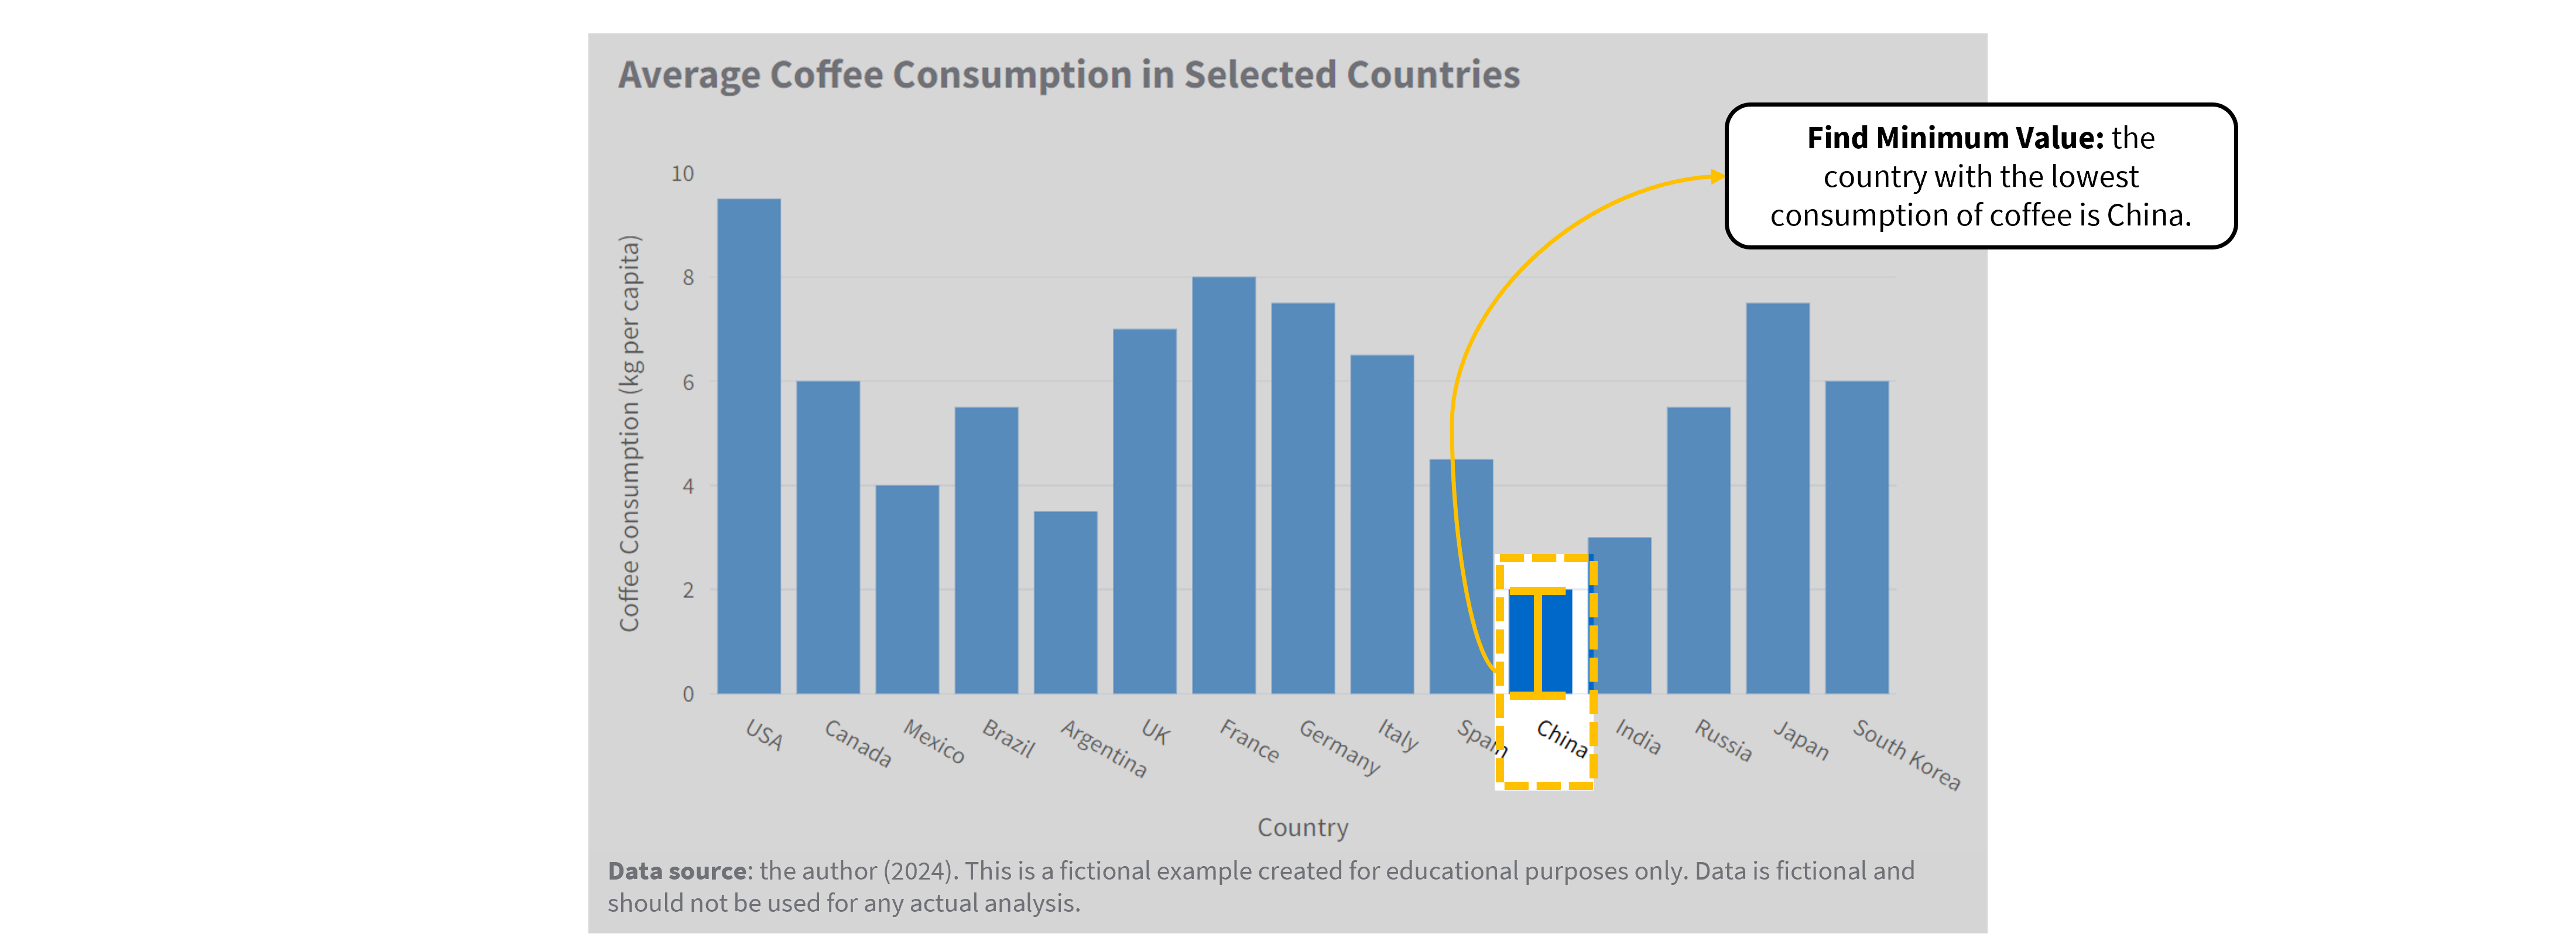 Average Coffee Consumption in Selected Countries
Find Minimum Value: the
country with the lowest
consumption of coffee is China.
Coffee Consumption (kg per capita)
10
8
6
4
2
0
USA
Canada
Mexico
Brazil
Argentina
UK
France
Germany
Italy
Spain
China
India
Russia
Japan
South Korea
Country
Data source: the author (2024). This is a fictional example created for educational purposes only. Data is fictional and
should not be used for any actual analysis.